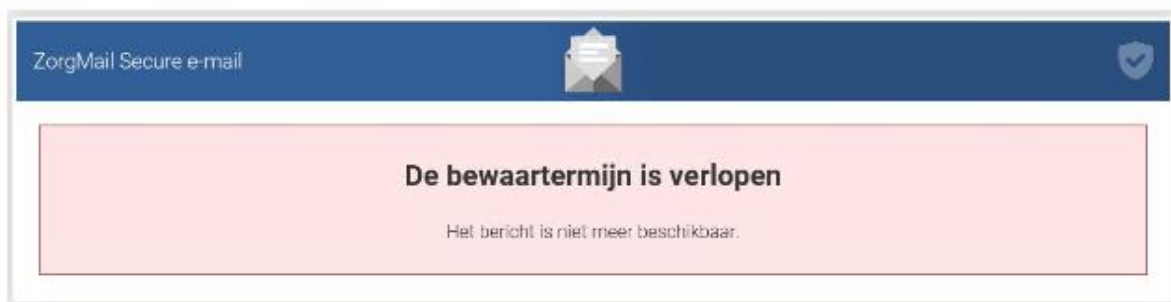 ZorgMail Secure e-mail
De bewaartermijn is verlopen
Het bericht is niet meer beschikbaar.